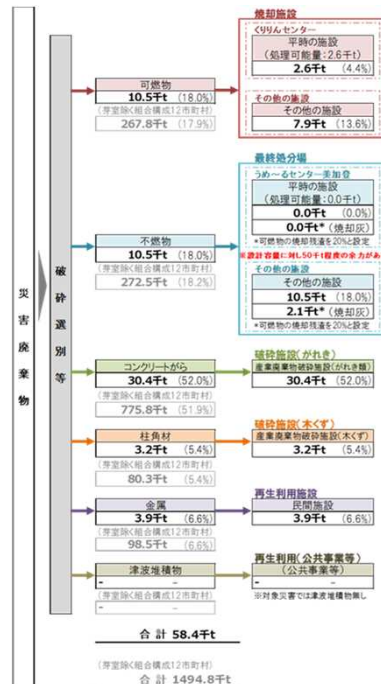 災害廃棄物
破砕選別等
可燃物
10.5千t (18.0%)
(芽室除く組合構成12市町村)
267.8千t (17.9%)
不燃物
10.5千t (18.0%)
(芽室除く組合構成12市町村)
272.5千t (18.2%)
コンクリートがら
30.4千t (52.0%)
(芽室除く組合構成12市町村)
775.8千t (51.9%)
柱角材
3.2千t (5.4%)
(芽室除く組合構成12市町村)
80.3千t (5.4%)
金属
3.9千t (6.6%)
(芽室除く組合構成12市町村)
98.5千t (6.6%)
津波堆積物
- -
(芽室除く組合構成12市町村)
- -
合計 58.4千t
(芽室除く組合構成12市町村)
合計 1494.8千t
焼却施設
くりりんセンター
平時の施設
(処理可能量:2.6千t)
2.6千t (4.4%)
その他の施設
その他の施設
7.9千t (13.6%)
最終処分場
うめ～るセンター美加登
平時の施設
(処理可能量:0.0千t)
0.0千t (0.0%)
0.0千t* (焼却灰)
*可燃物の焼却残渣を20%と設定
※設計容量に対し50千t程度の余力があ
その他の施設
その他の施設
10.5千t (18.0%)
2.1千t* (焼却灰)
*可燃物の焼却残渣を20%と設定
破砕施設(がれき)
産業廃棄物破砕施設(がれき類)
30.4千t (52.0%)
破砕施設(木くず)
産業廃棄物破砕施設(木くず)
3.2千t (5.4%)
再生利用施設
民間施設
3.9千t (6.6%)
再生利用(公共事業等)
(公共事業等)
- -
※対象災害では津波堆積物無し